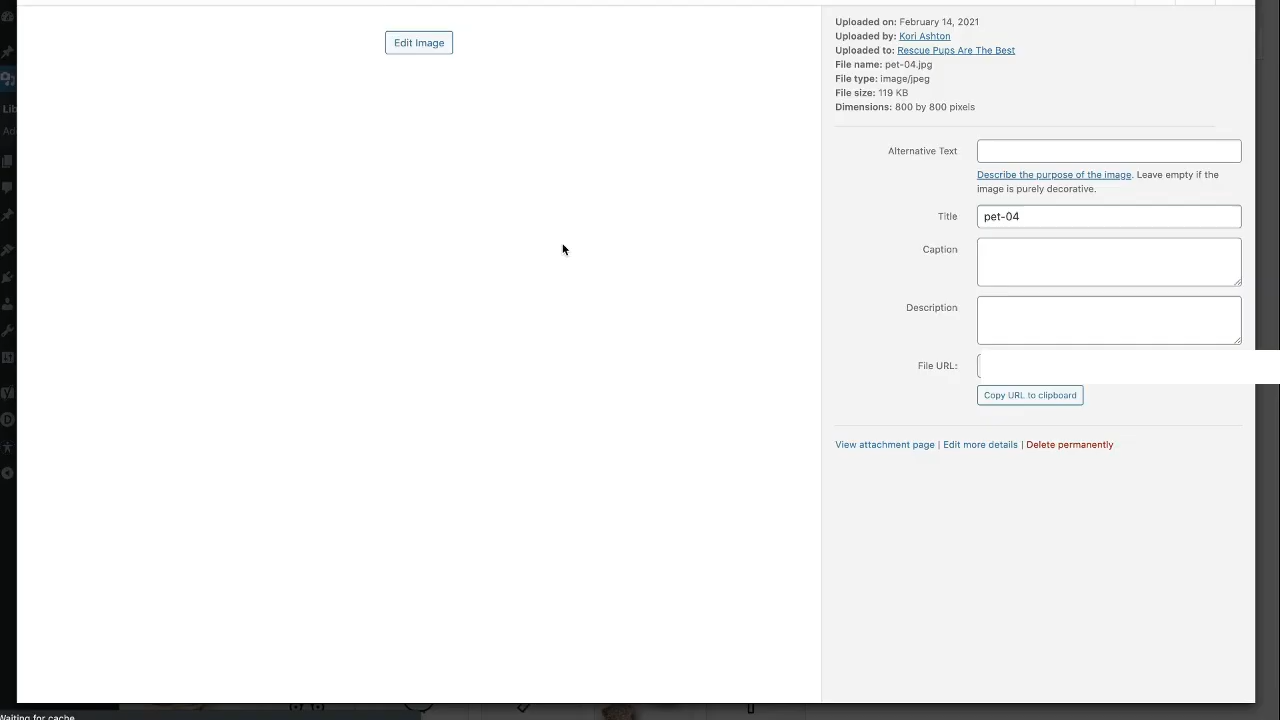 Uploaded on: February 14, 2021
Edit Image
Uploaded by: Kori Ashton
Uploaded to: Rescue Pups Are The Best
File name: pet-04.jpg
File type: image/jpeg
File size: 119 KB
Dimensions: 800 by 800 pixels
Lib
Alternative Text
Describe the purpose of the image. Leave empty if the
image is purely decorative.
Title
pet-04
Caption
Description
File URL:
Copy URL to clipboard
View attachment page | Edit more details | Delete permanently
Waiting for cache